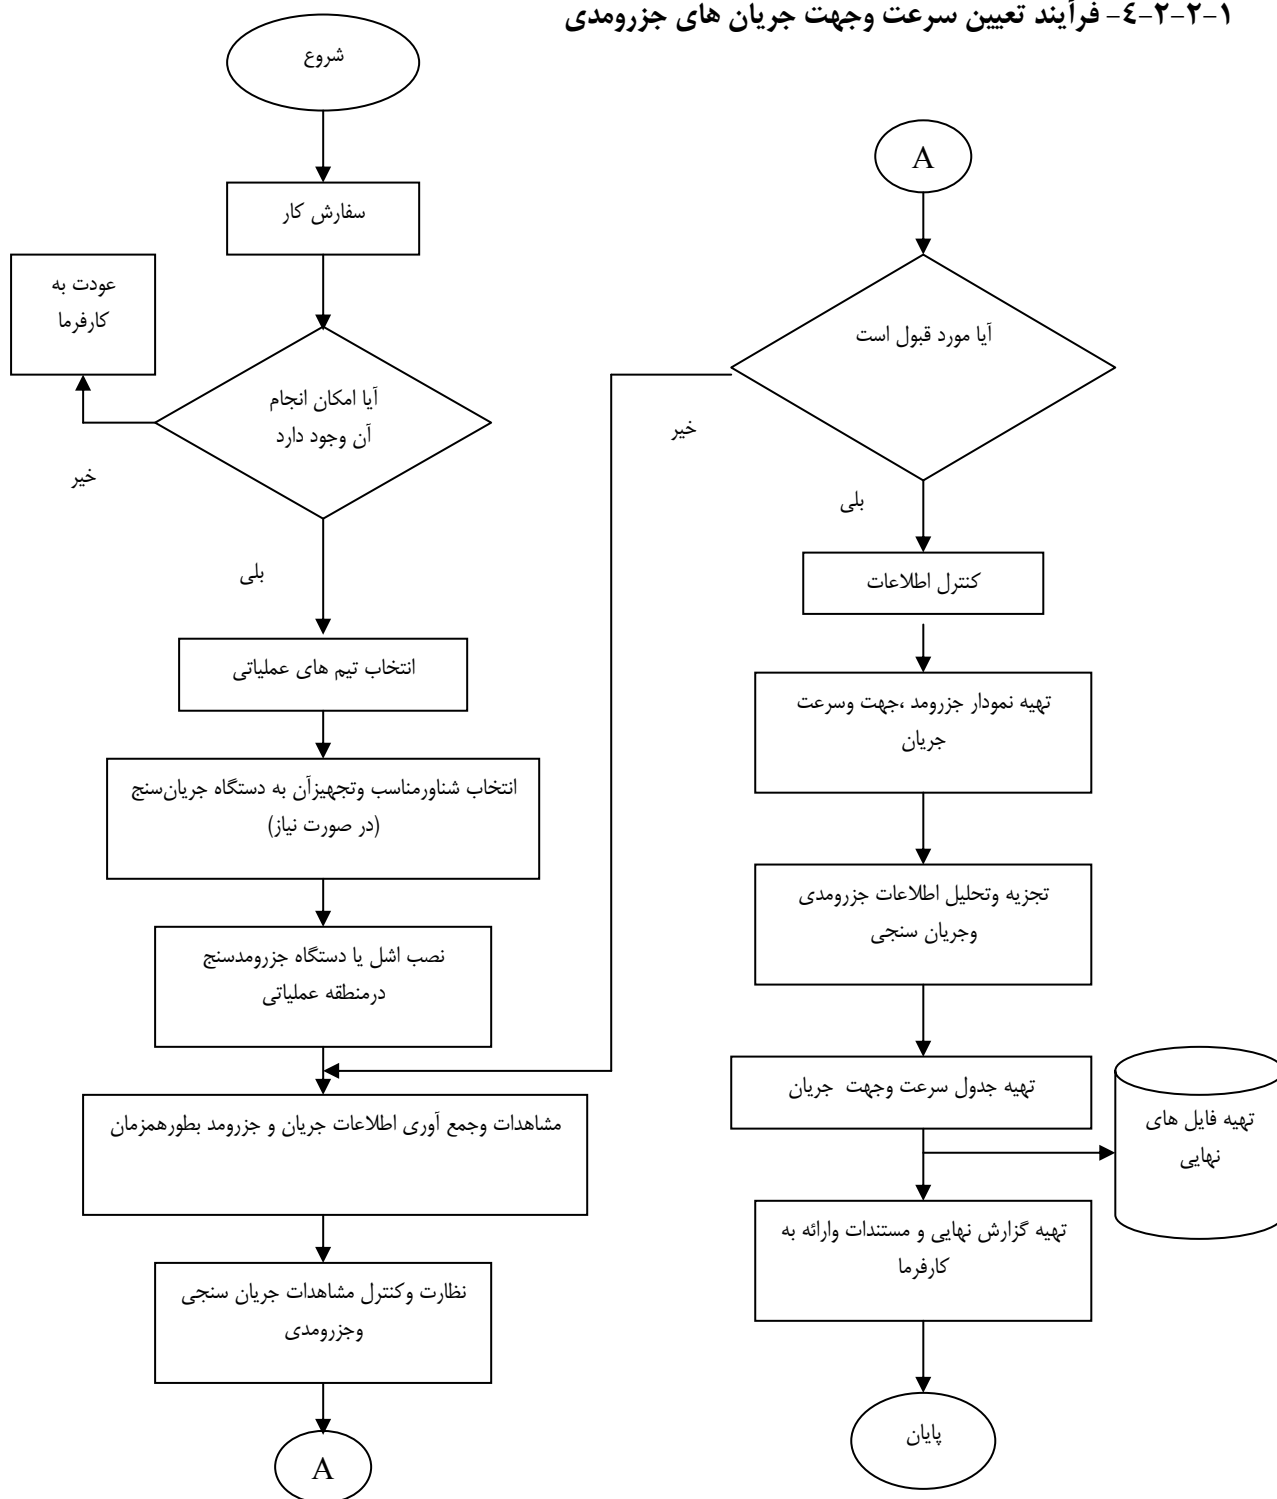 ۱-۲-۲-٤- فرآیند تعیین سرعت وجهت جریان های جزرومدی
شروع
سفارش کار
عودت به
کارفرما
آیا امکان انجام
آن وجود دارد
خیر
بلی
انتخاب تیم های عملیاتی
انتخاب شناورمناسب وتجهیزآن به دستگاه جریان‌سنج
(در صورت نیاز)
نصب اشل یا دستگاه جزرومدسنج
درمنطقه عملیاتی
مشاهدات وجمع آوری اطلاعات جریان و جزرومد بطورهمزمان
نظارت وکنترل مشاهدات جریان سنجی
وجزرومدی
A
A
آیا مورد قبول است
خیر
بلی
کنترل اطلاعات
تهیه نمودار جزرومد ،جهت وسرعت
جریان
تجزیه وتحلیل اطلاعات جزرومدی
وجریان سنجی
تهیه جدول سرعت وجهت جریان
تهیه فایل های
نهایی
تهیه گزارش نهایی و مستندات وارائه به
کارفرما
پایان